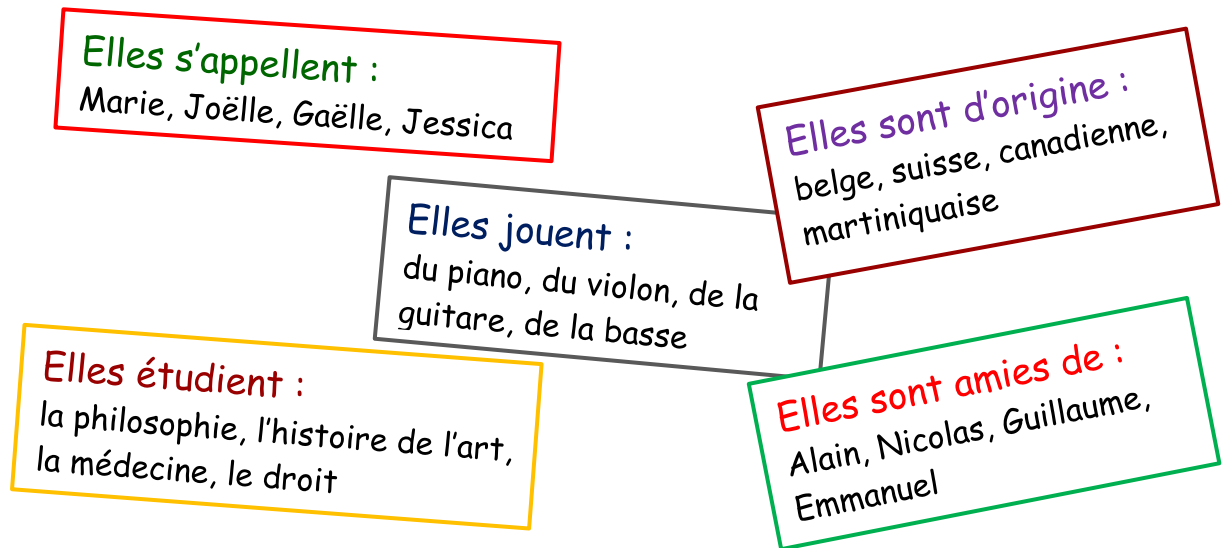 Elles s’appellent :
Marie, Joëlle, Gaëlle, Jessica
Elles sont d’origine :
belge, suisse, canadienne,
martiniquaise
Elles jouent :
du piano, du violon, de la
guitare, de la basse
Elles étudient :
la philosophie, l’histoire de l’art,
la médecine, le droit
Elles sont amies de :
Alain, Nicolas, Guillaume,
Emmanuel